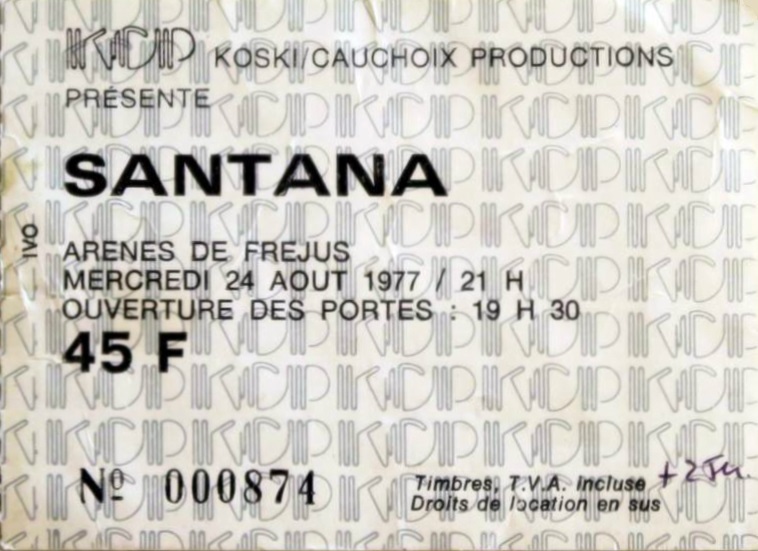 KCP KOSKI/CAUCHOIX PRODUCTIONS
PRÉSENTE
SANTANA
IVO
ARENES DE FREJUS
MERCREDI 24 AOUT 1977 / 21 H
OUVERTURE DES PORTES : 19 H 30
45 F
Nº 000874
Timbres, T.V.A. incluse
Droits de location en sus